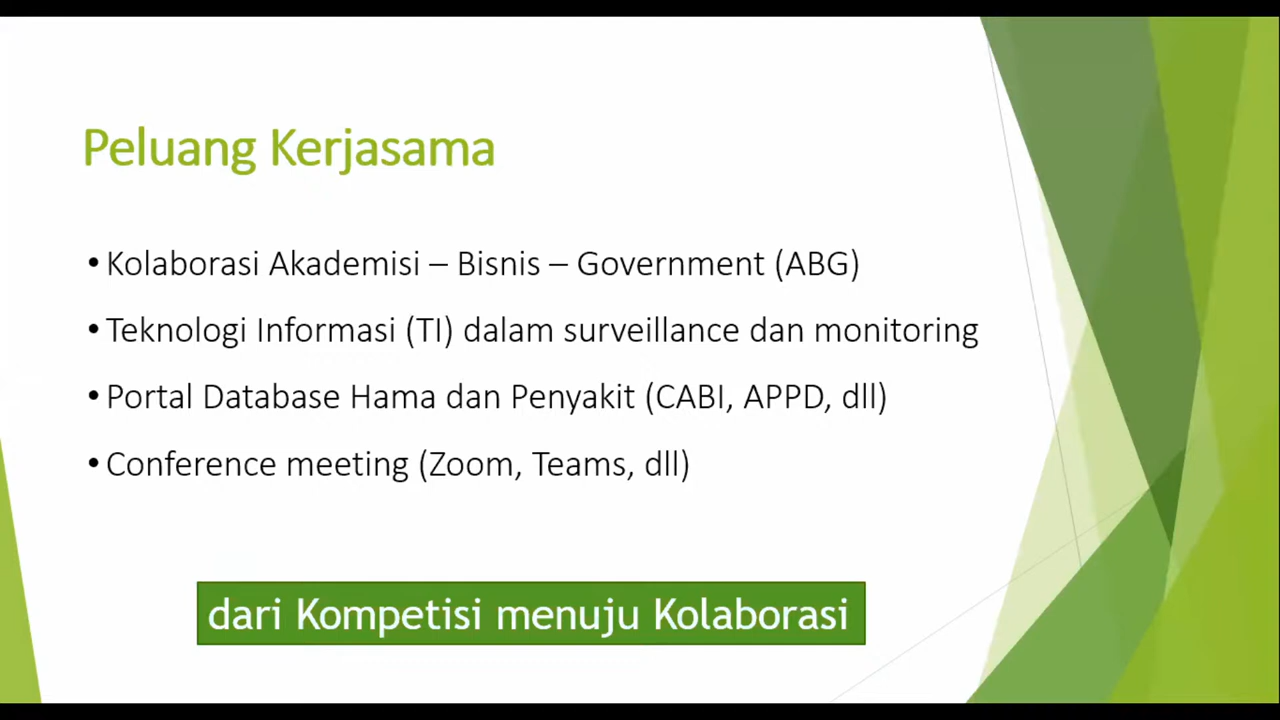 Peluang Kerjasama
•Kolaborasi Akademisi – Bisnis – Government (ABG)
•Teknologi Informasi (TI) dalam surveillance dan monitoring
•Portal Database Hama dan Penyakit (CABI, APPD, dll)
•Conference meeting (Zoom, Teams, dll)
dari Kompetisi menuju Kolaborasi